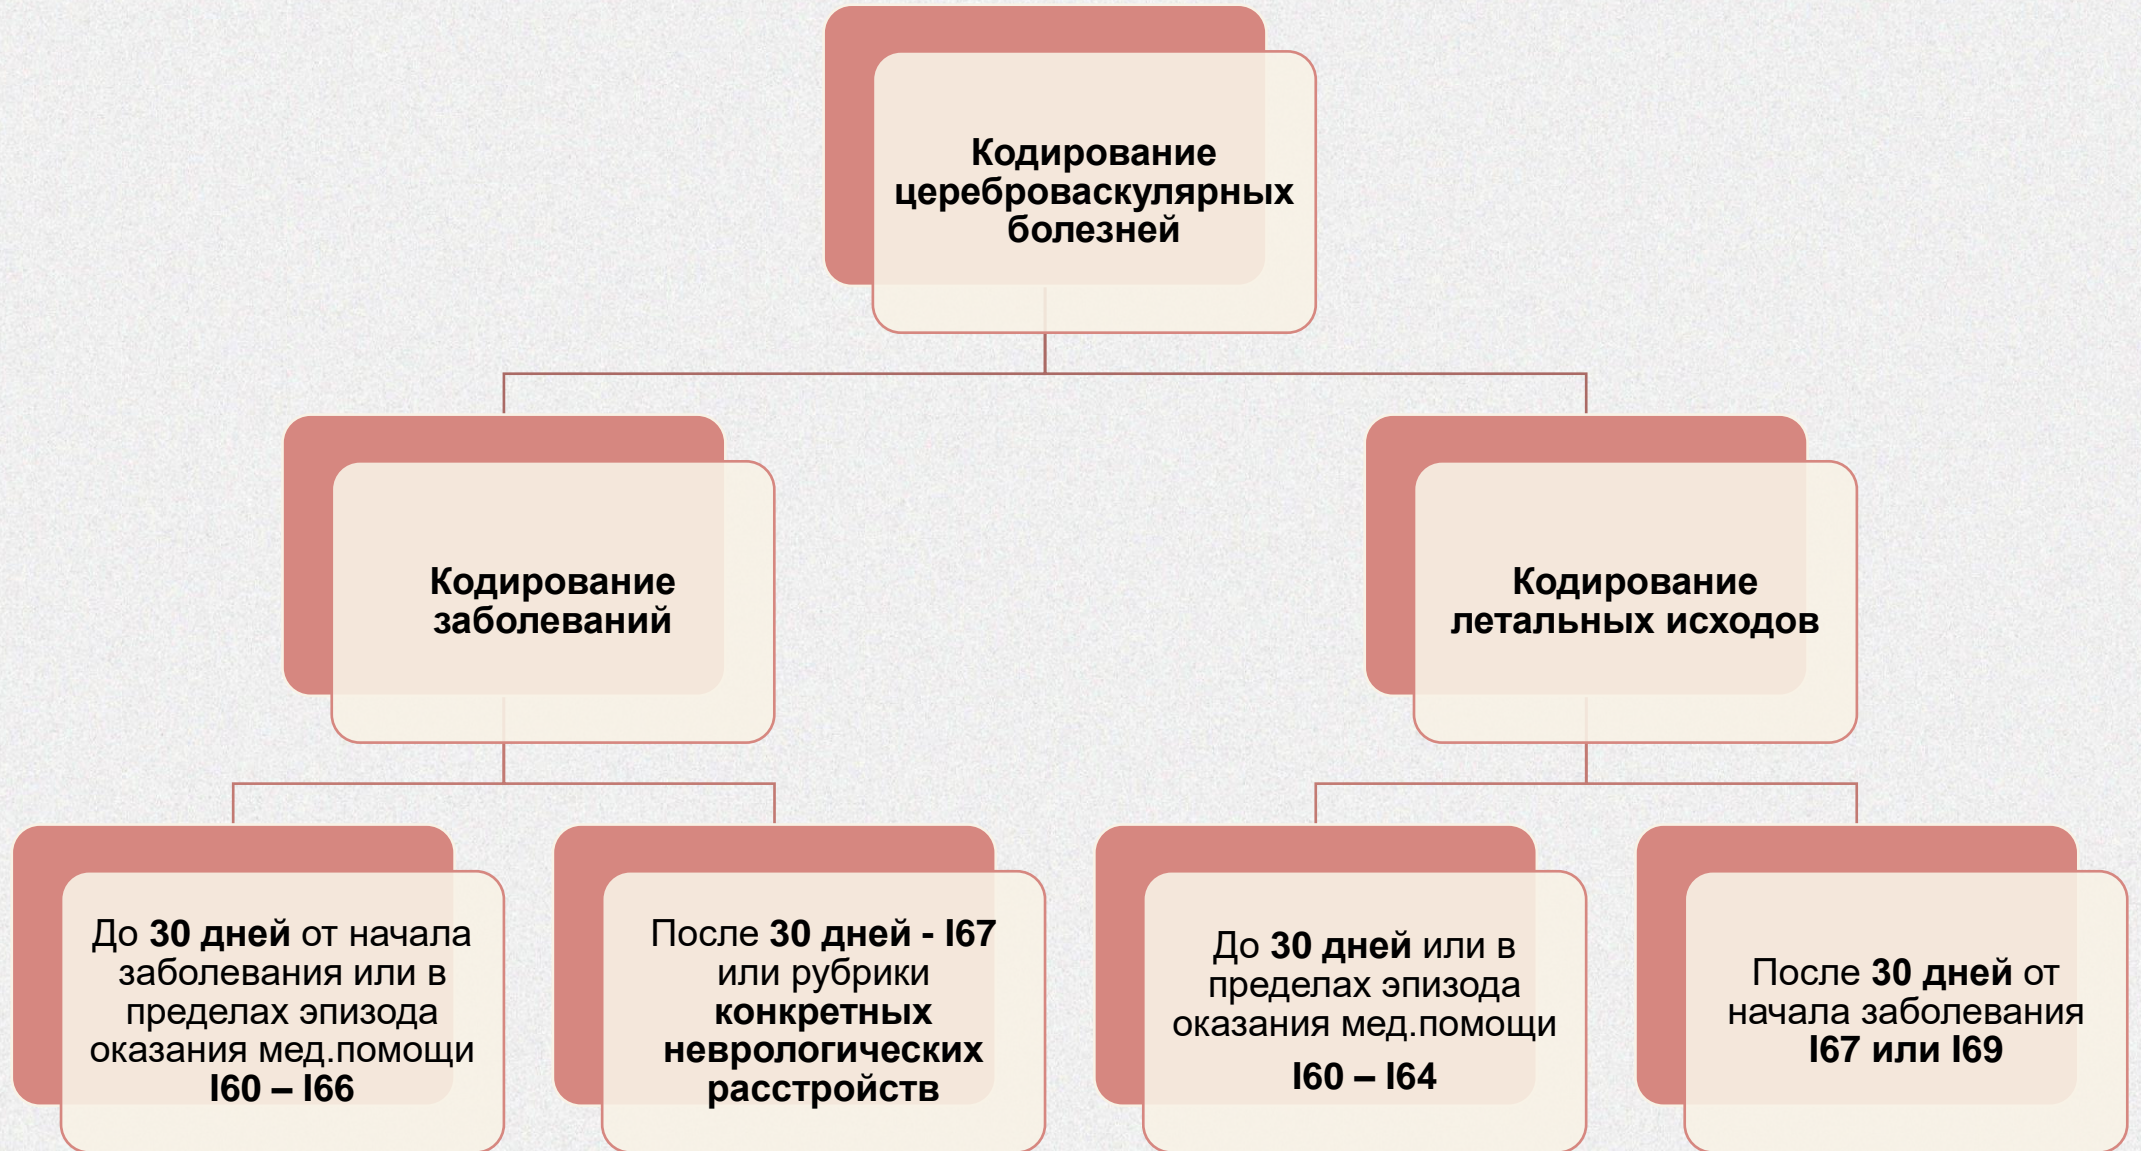 Кодирование
цереброваскулярных
болезней
Кодирование
заболеваний
Кодирование
летальных исходов
До 30 дней от начала
заболевания или в
пределах эпизода
оказания мед.помощи
I60 – I66
После 30 дней - I67
или рубрики
конкретных
неврологических
расстройств
До 30 дней или в
пределах эпизода
оказания мед.помощи
I60 – I64
После 30 дней от
начала заболевания
I67 или I69